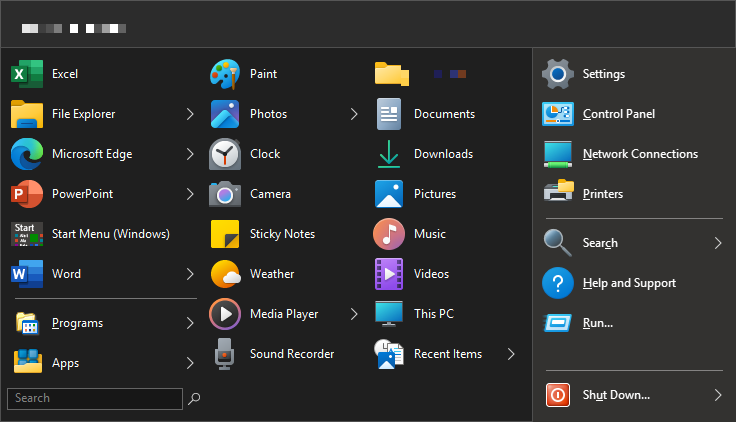 Excel
File Explorer
Microsoft Edge
PowerPoint
Start Menu (Windows)
Word
Programs
Apps
Search
Paint
Photos
Clock
Camera
Sticky Notes
Weather
Media Player
Sound Recorder
Documents
Downloads
Pictures
Music
Videos
This PC
Recent Items
Settings
Control Panel
Network Connections
Printers
Search
Help and Support
Run...
Shut Down...